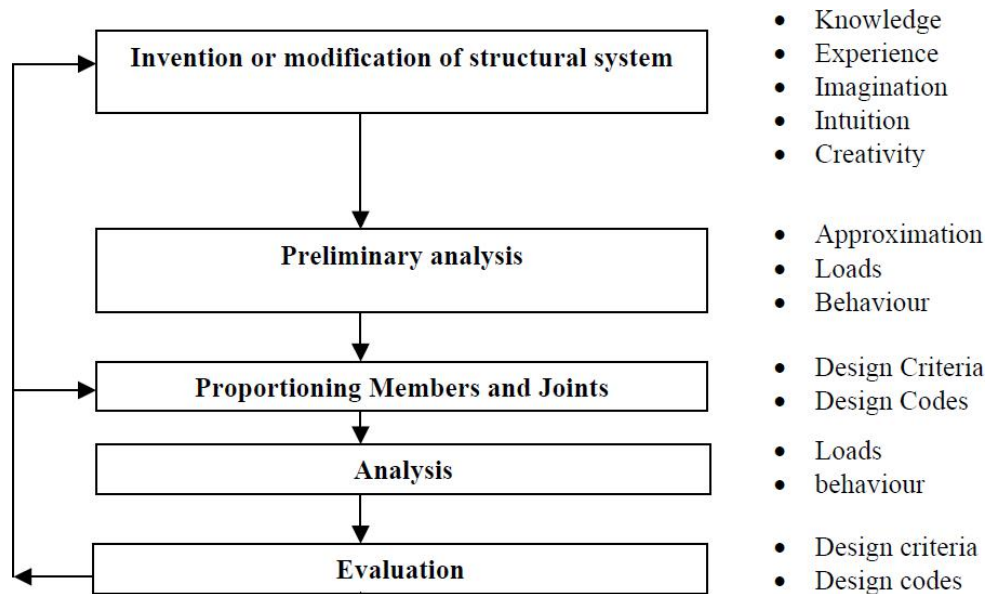 Invention or modification of structural system
• Knowledge
• Experience
• Imagination
• Intuition
• Creativity
Preliminary analysis
• Approximation
• Loads
• Behaviour
Proportioning Members and Joints
• Design Criteria
• Design Codes
Analysis
• Loads
• behaviour
Evaluation
• Design criteria
• Design codes